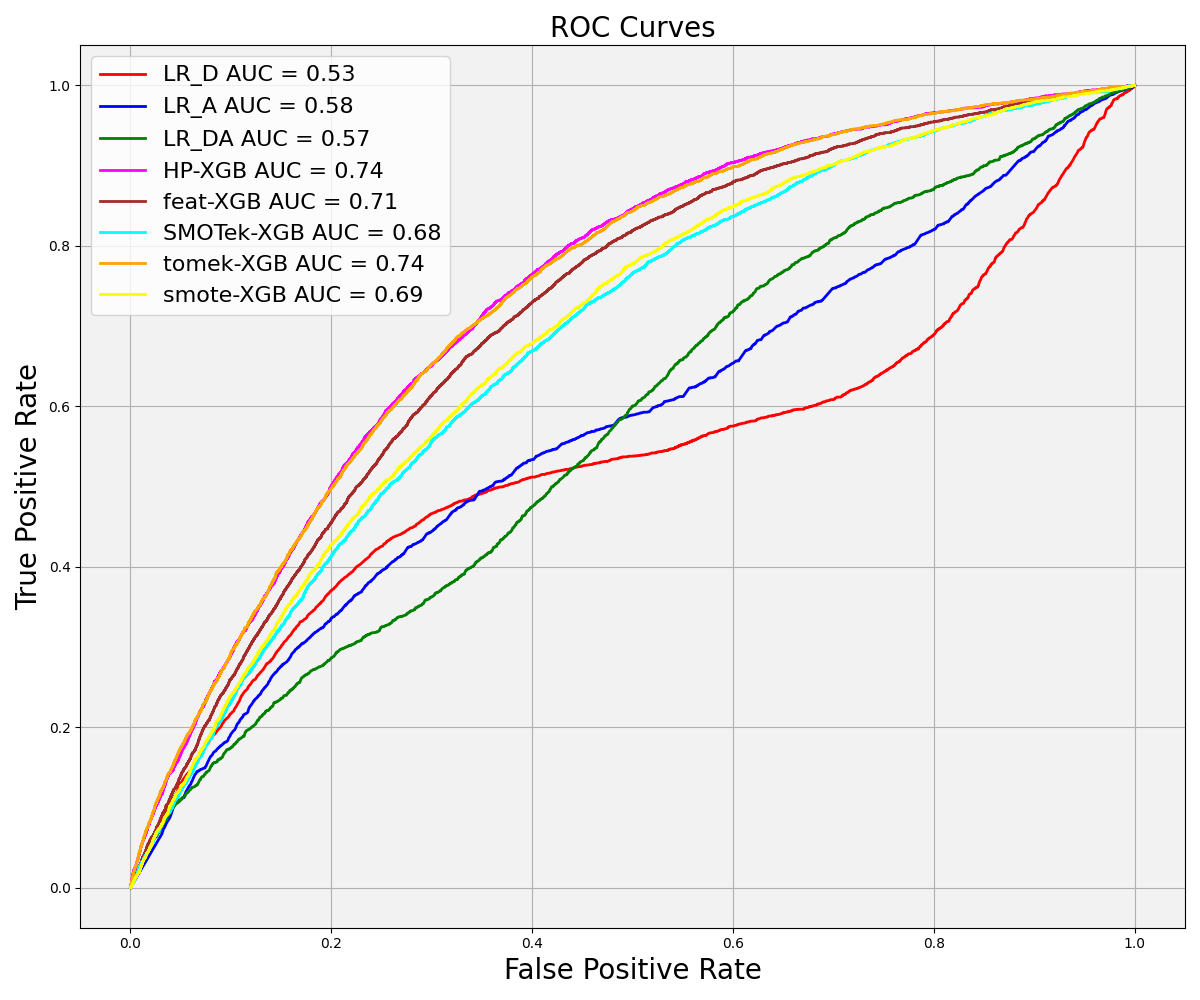 ROC Curves
LR_D AUC = 0.53
LR_A AUC = 0.58
LR_DA AUC = 0.57
HP-XGB AUC = 0.74
feat-XGB AUC = 0.71
SMOTek-XGB AUC = 0.68
tomek-XGB AUC = 0.74
smote-XGB AUC = 0.69
True Positive Rate
1.0
0.8
0.6
0.4
0.2
0.0
0.0 0.2 0.4 0.6 0.8 1.0
False Positive Rate